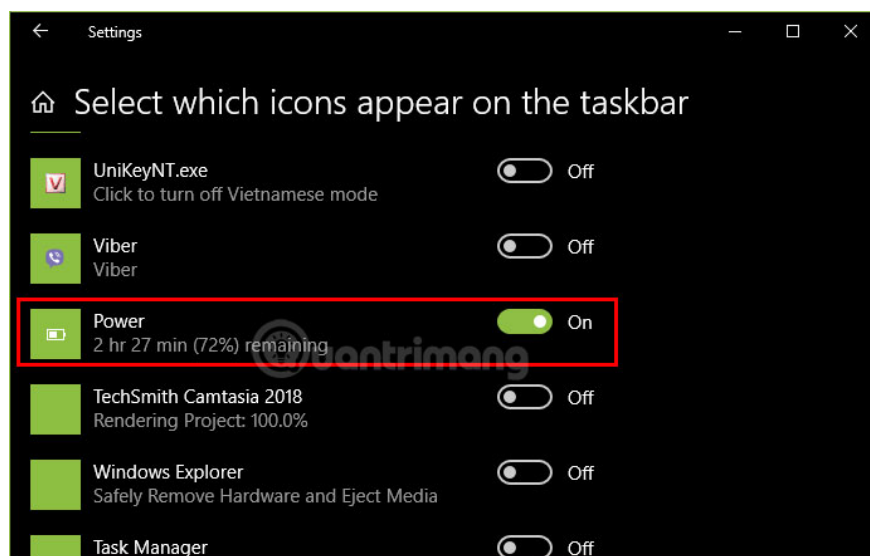 Settings
Select which icons appear on the taskbar
UniKeyNT.exe
Off
Click to turn off Vietnamese mode
Viber
Off
Viber
Power
On
2 hr 27 min (72%) remaining
uantrimang
TechSmith Camtasia 2018
Off
Rendering Project: 100.0%
Windows Explorer
Off
Safely Remove Hardware and Eject Media
Task Manager
Off